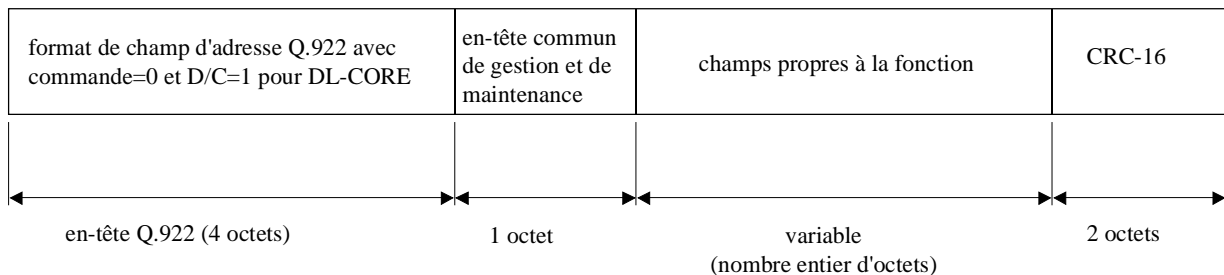 format de champ d'adresse Q.922 avec
commande=0 et D/C=1 pour DL-CORE
en-tête commun
de gestion et de
maintenance
champs propres à la fonction
CRC-16
en-tête Q.922 (4 octets)
1 octet
variable
(nombre entier d'octets)
2 octets